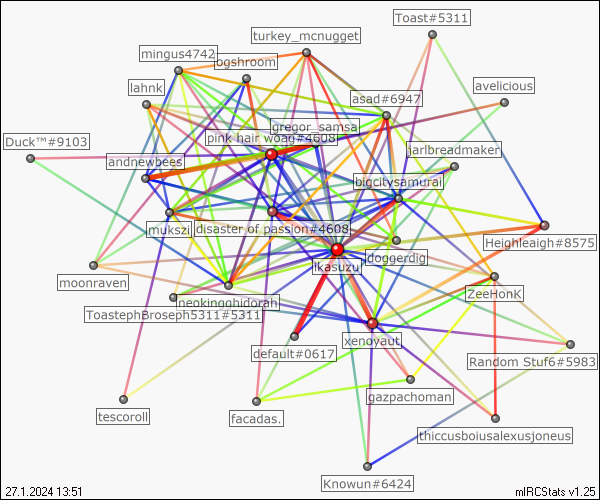 Toast#5311
turkey_mcnugget
mingus4742
ogshroom
lahnk
avelicious
asad#6947
gregor_samsa
pink hair woag#4608
Duck™#9103
jarlbreadmaker
andnewbees
bigcitysamurai
mukszi
disaster of passion#4608
Heighleaigh#8575
doggerdig
ikasuzu
moonraven
neokingghidorah
ZeeHonK
ToastephBroseph5311#5311
xenoyaut
default#0617
Random Stuf6#5983
gazpachoman
tescoroll
facadas.
thiccusboiusalexusjoneus
Knowun#6424
27.1.2024 13:51
mIRCStats v1.25